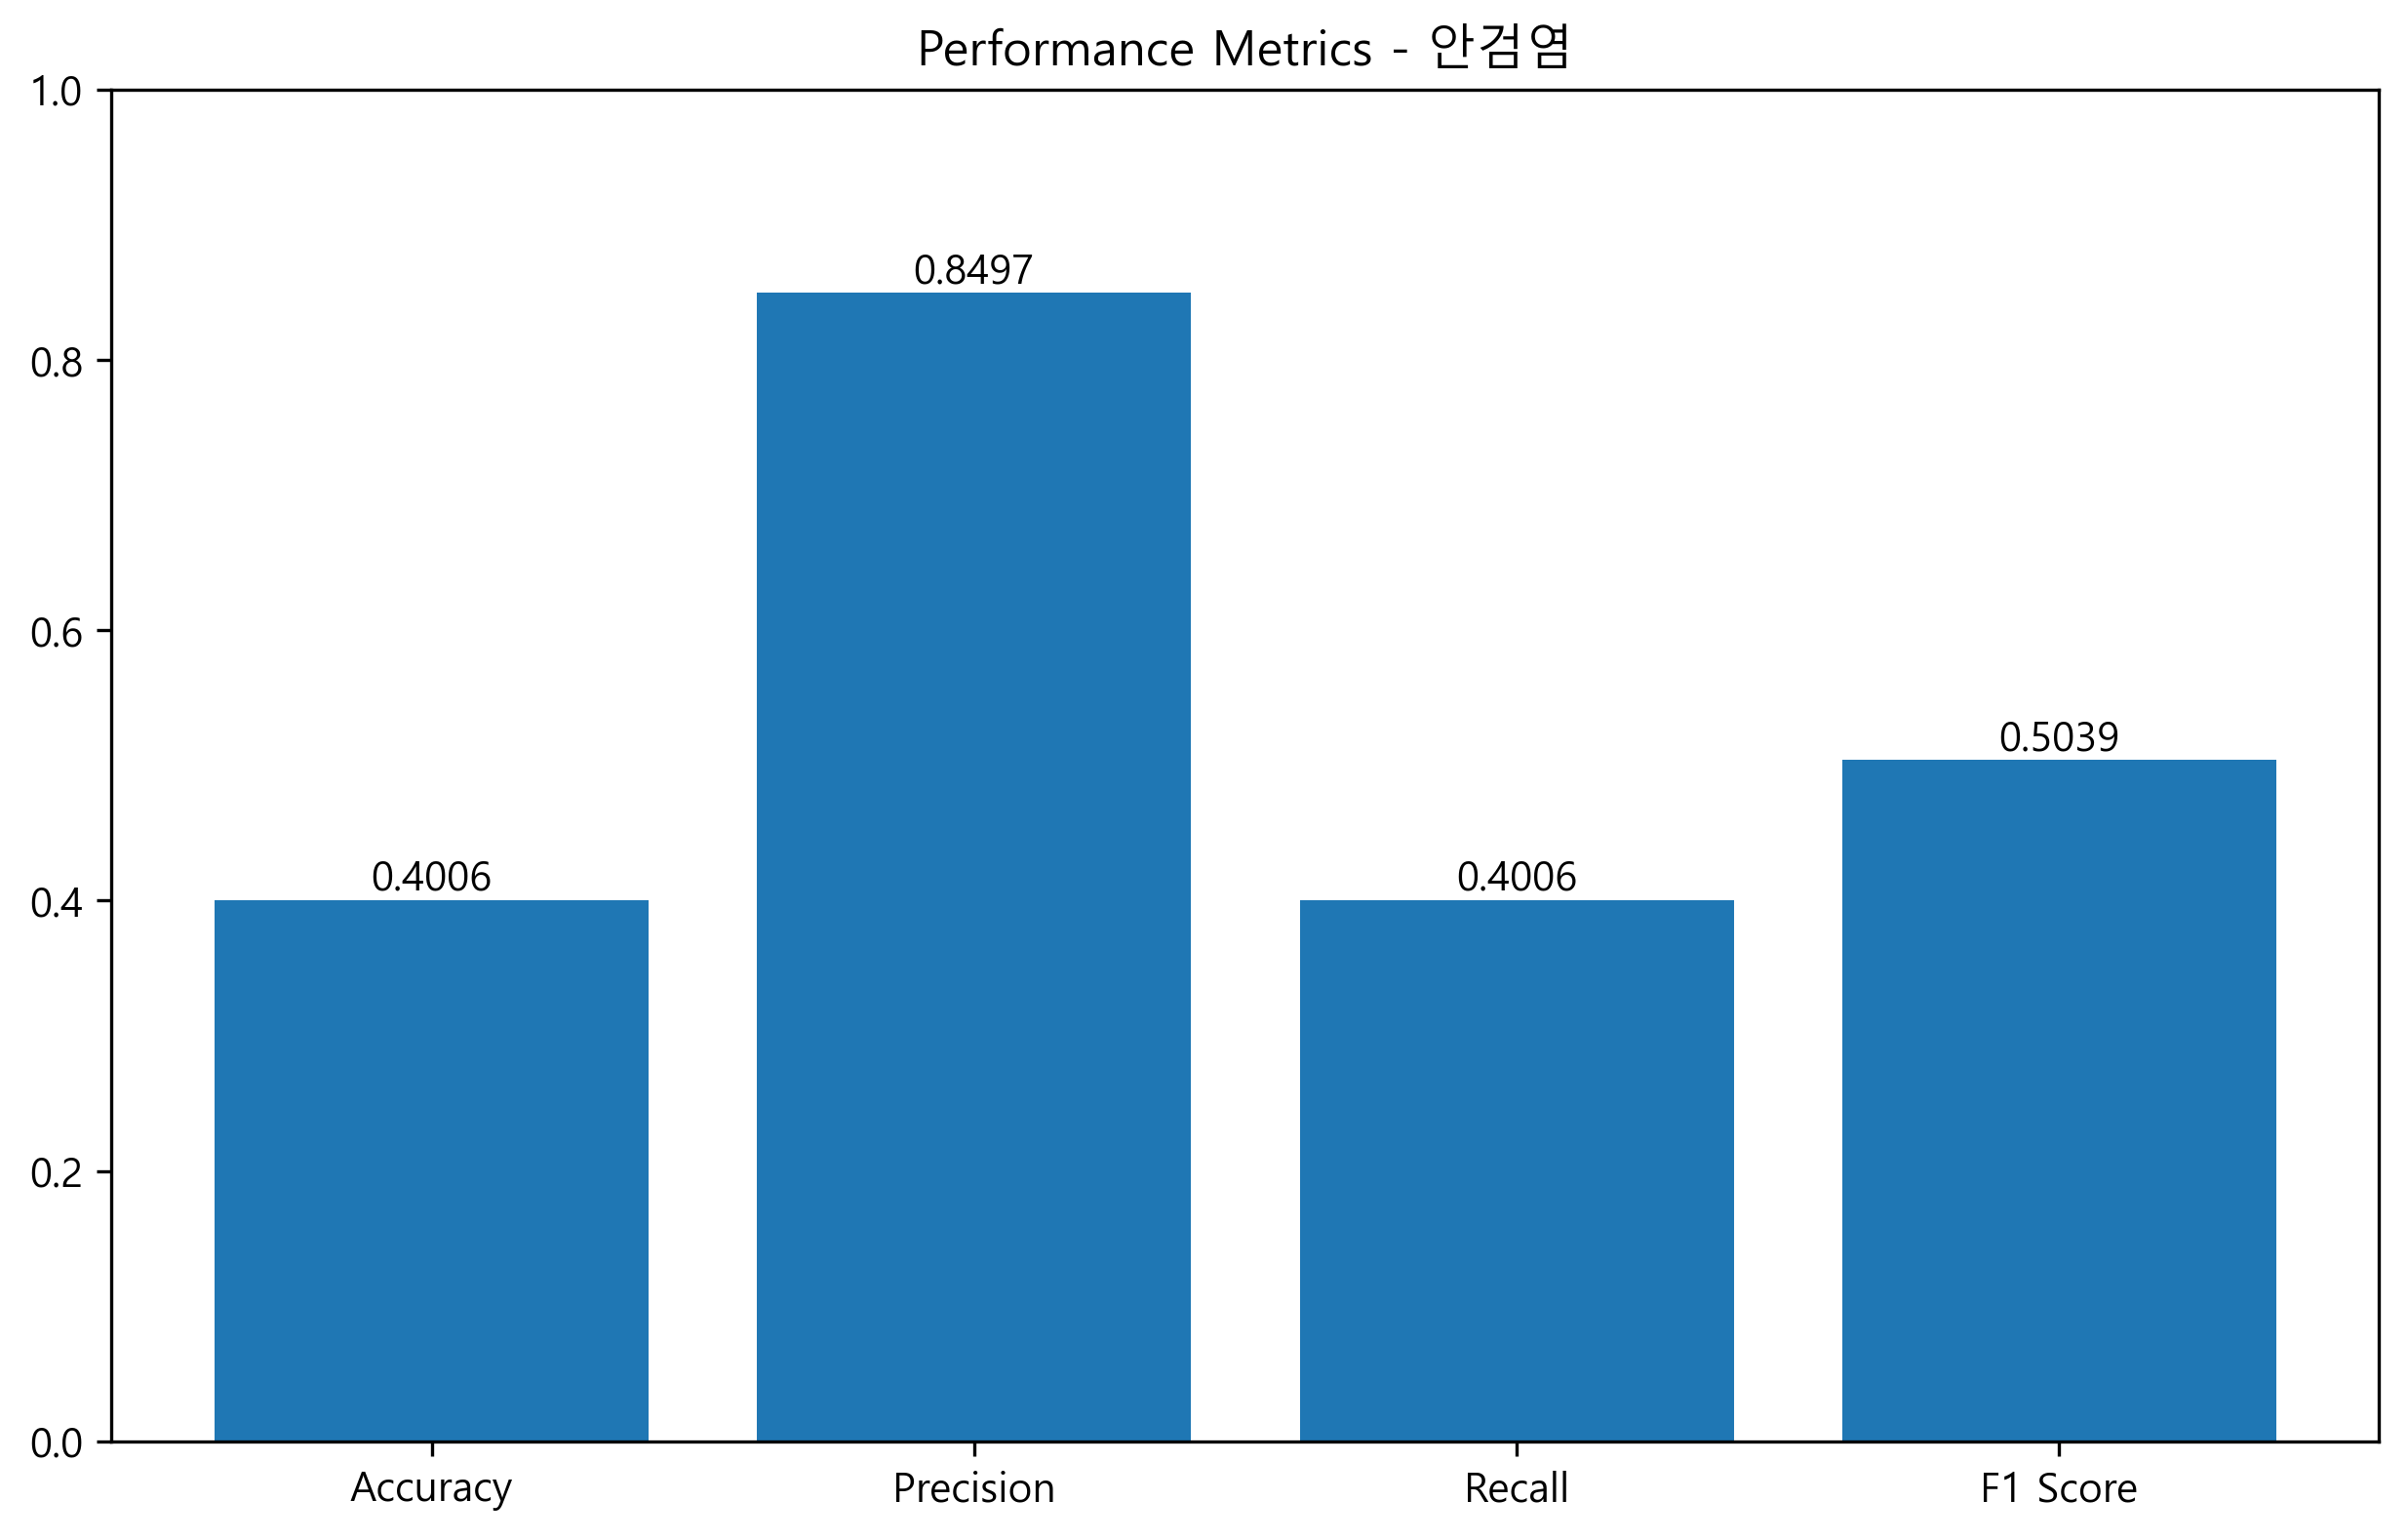 Performance Metrics - 안검염
1.0
0.8
0.6
0.4
0.2
0.0
0.4006
0.8497
0.4006
0.5039
Accuracy
Precision
Recall
F1 Score